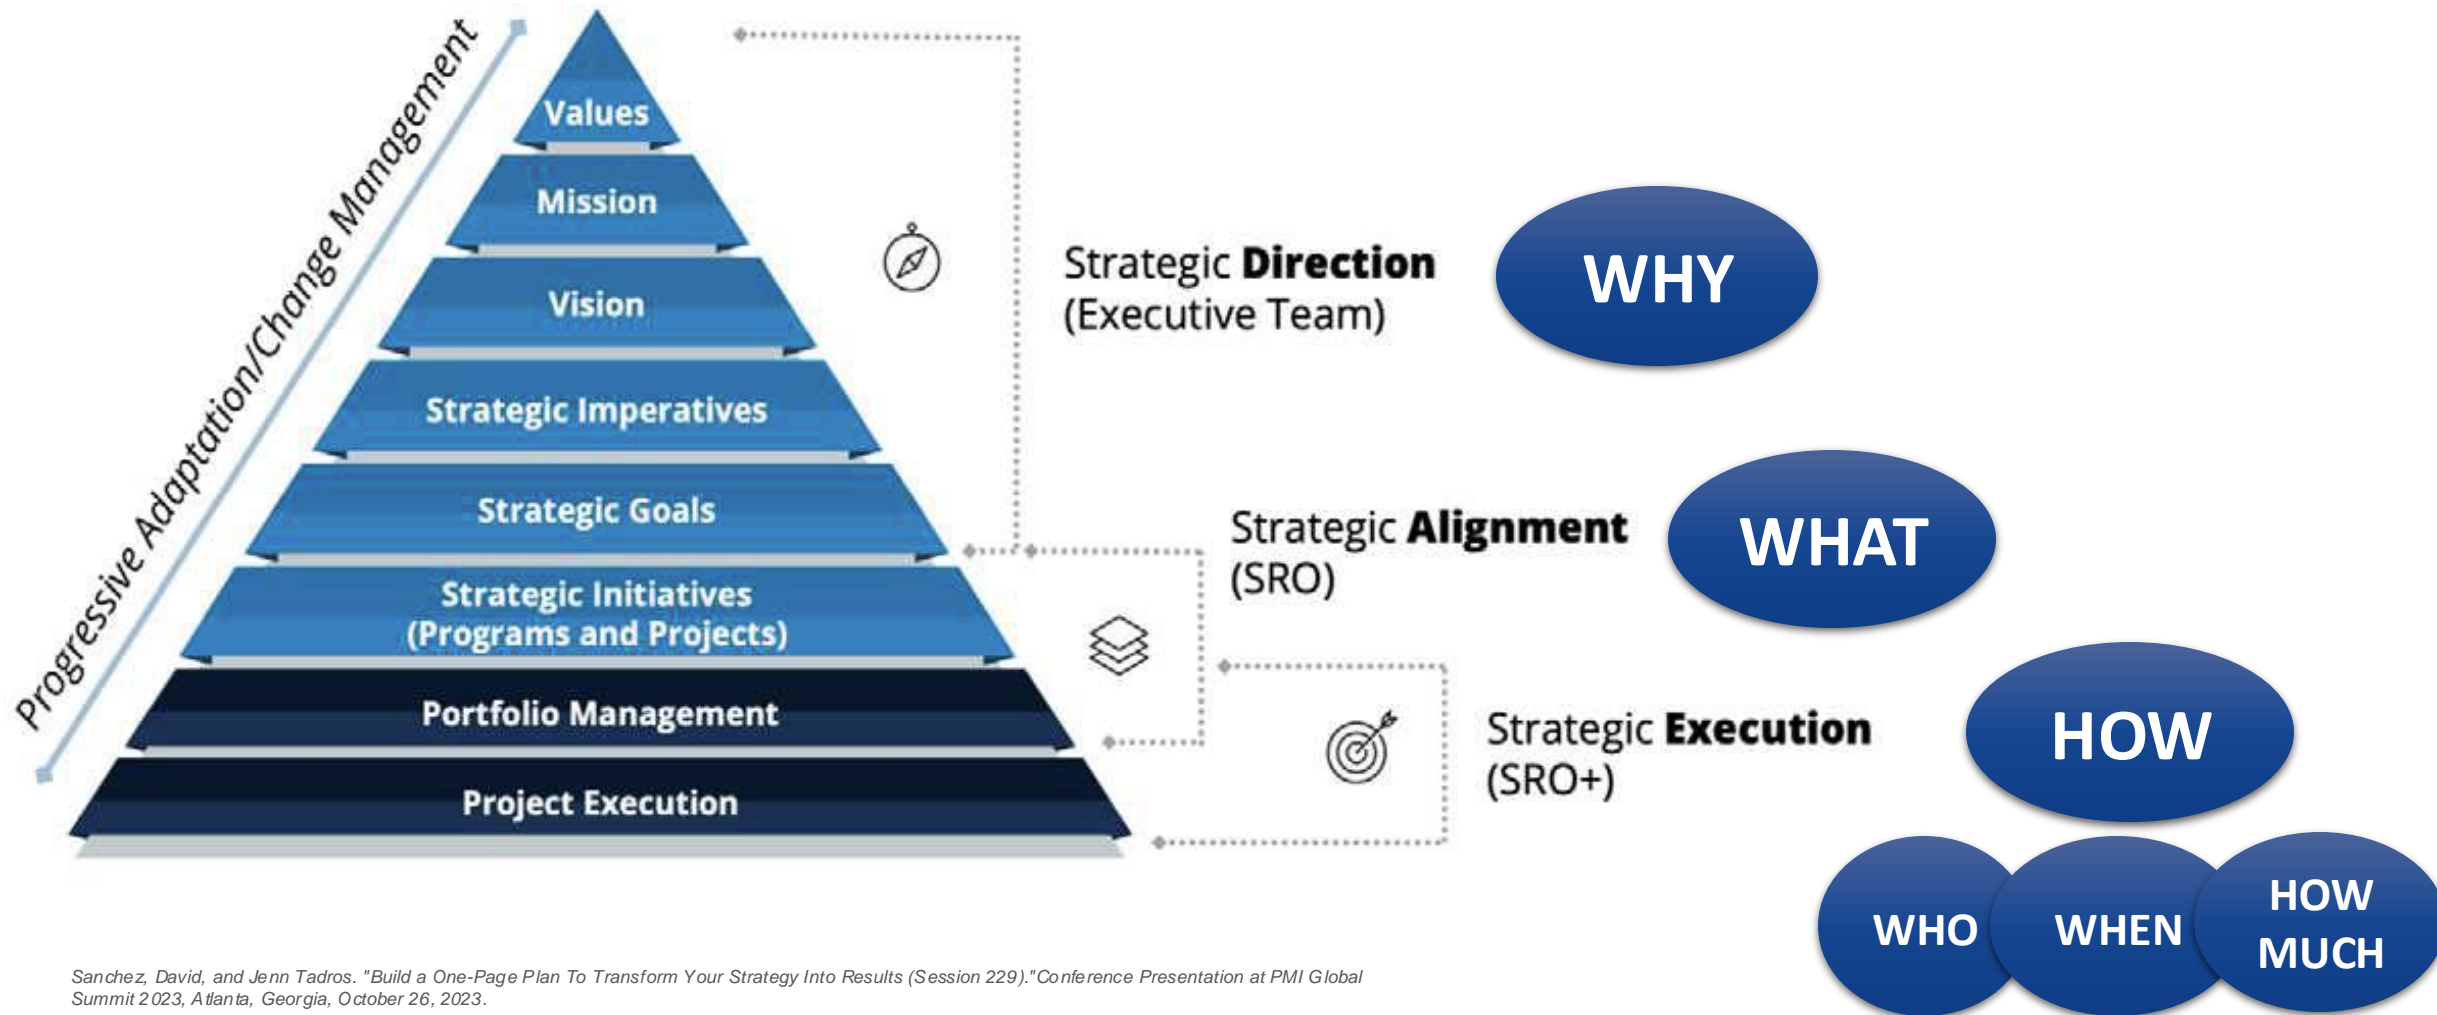 Progressive Adaptation/Change Management
Values
Mission
Vision
Strategic Imperatives
Strategic Goals
Strategic Initiatives
(Programs and Projects)
Portfolio Management
Project Execution
Strategic Direction
(Executive Team)
WHY
Strategic Alignment
(SRO)
WHAT
Strategic Execution
(SRO+)
HOW
WHO
WHEN
HOW
MUCH
Sanchez, David, and Jenn Tadros. "Build a One-Page Plan To Transform Your Strategy Into Results (Session 229)."Conference Presentation at PMI Global
Summit 2023, Atlanta, Georgia, October 26, 2023.